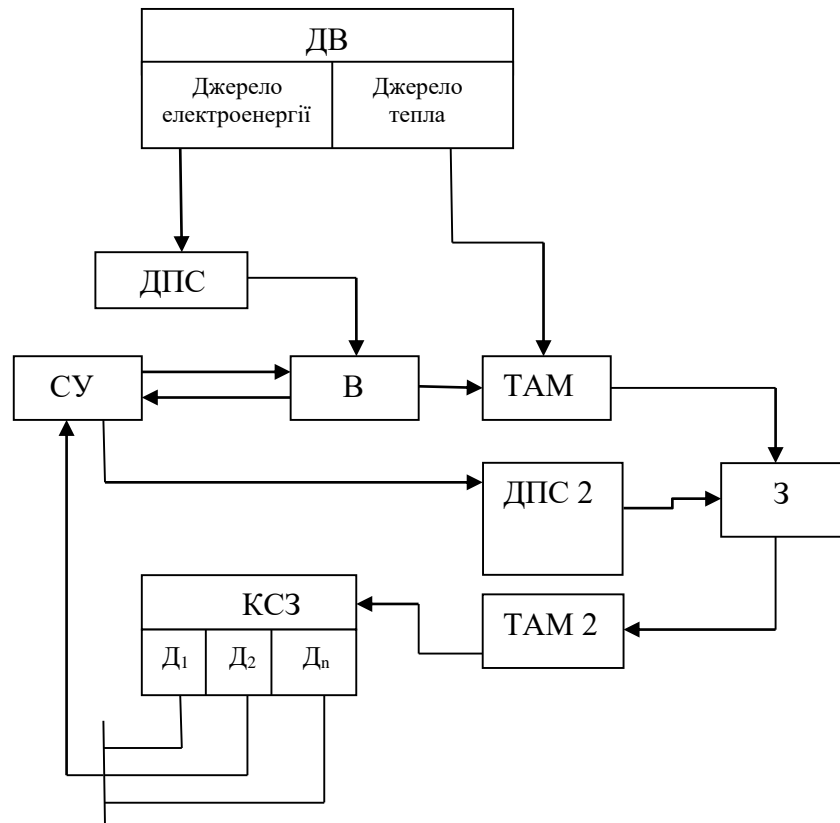 ДВ
Джерело
електроенергії
Джерело
тепла
ДПС
СУ
В
ТАМ
ДПС 2
З
КСЗ
ТАМ 2
Д₁
Д₂
Дₙ